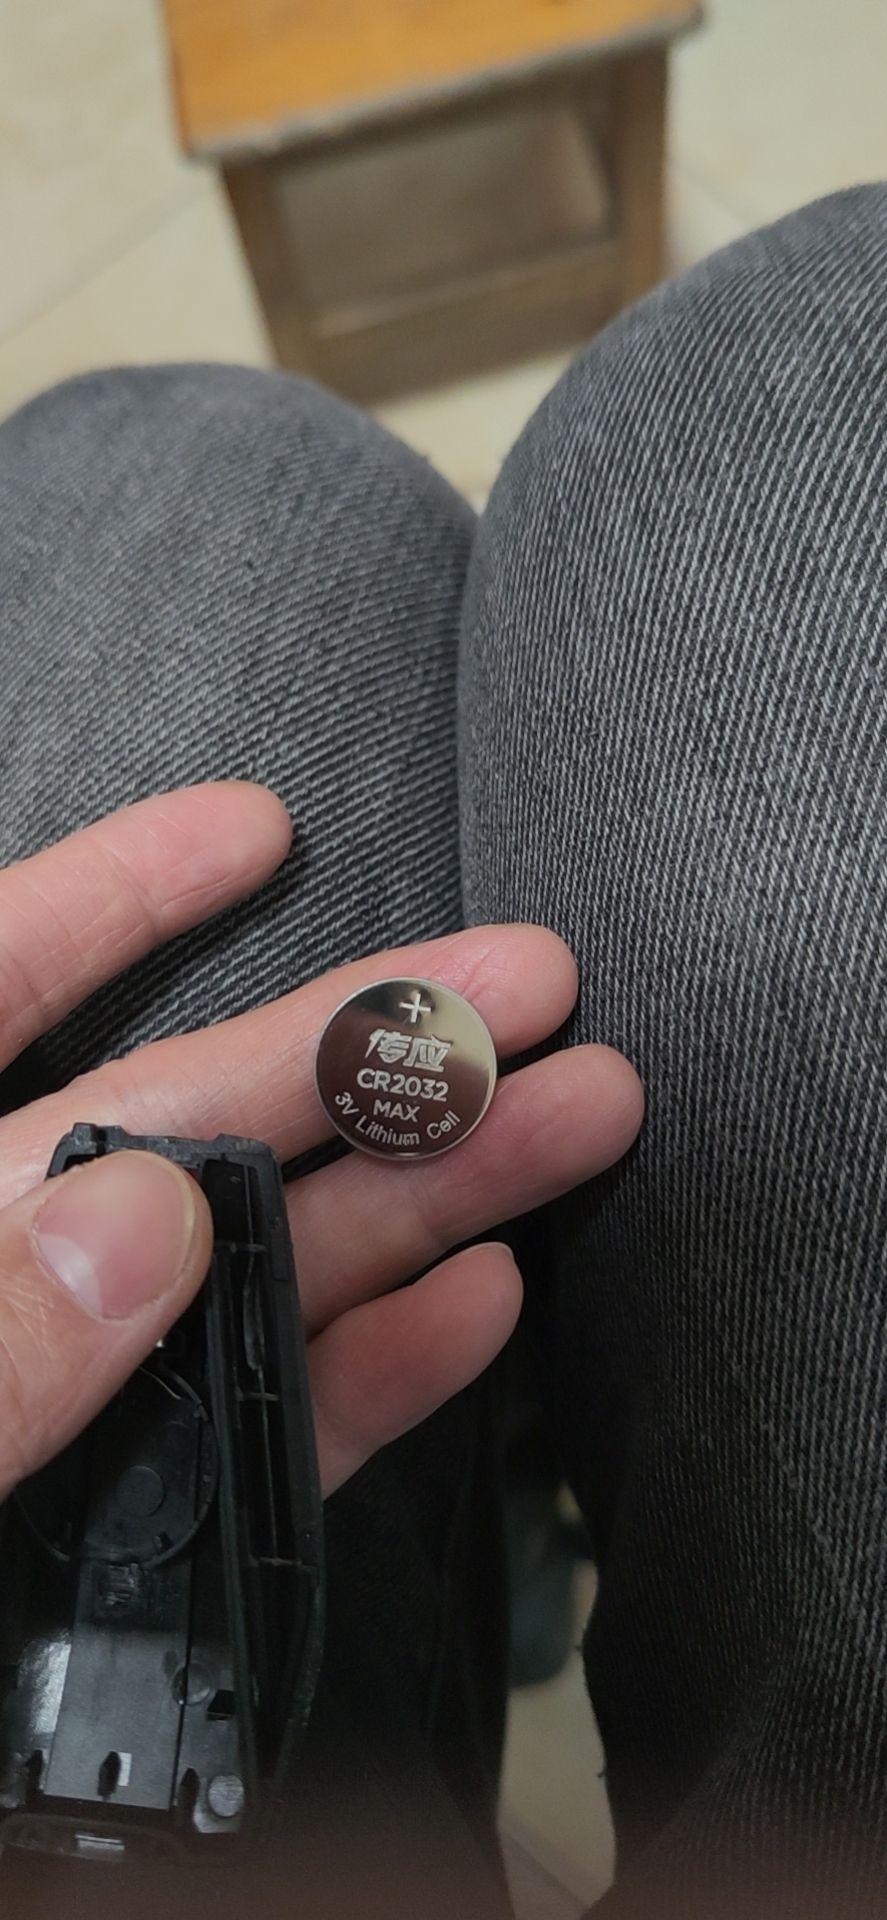 +
传应
CR2032
MAX
3V Lithium Cell